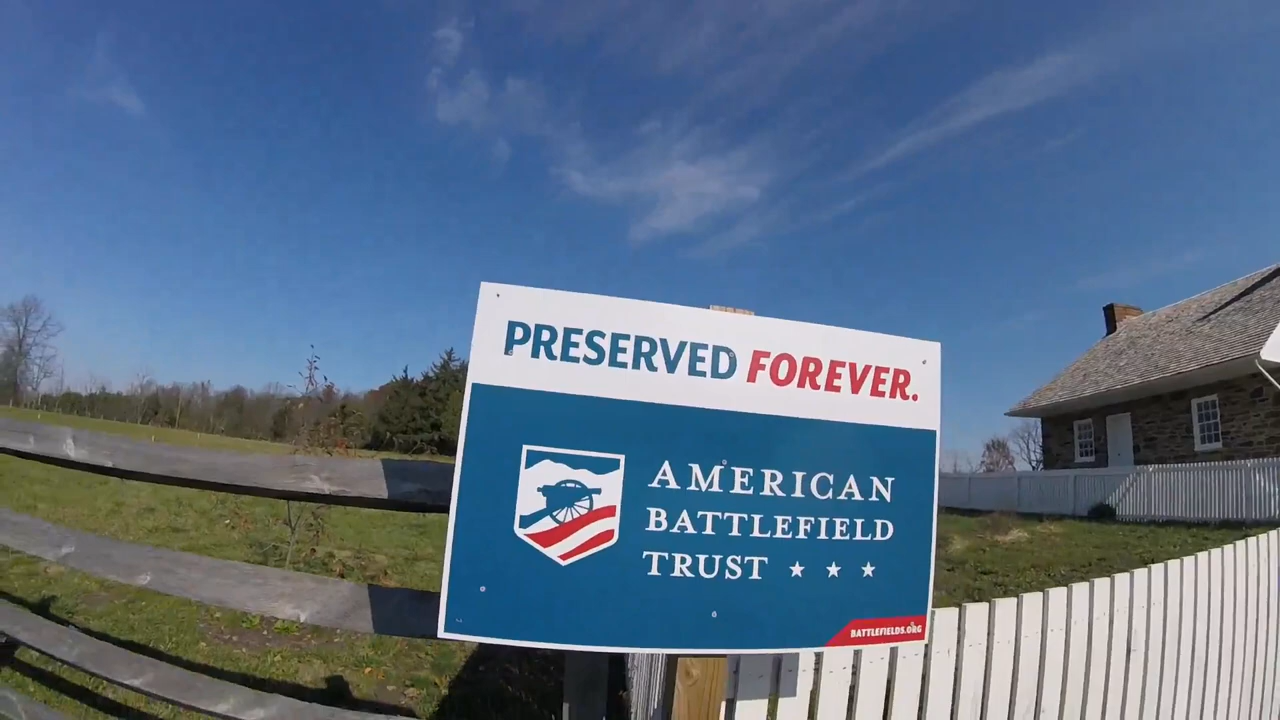 PRESERVED FOREVER.
AMERICAN
BATTLEFIELD
TRUST
BATTLEFIELDS.ORG